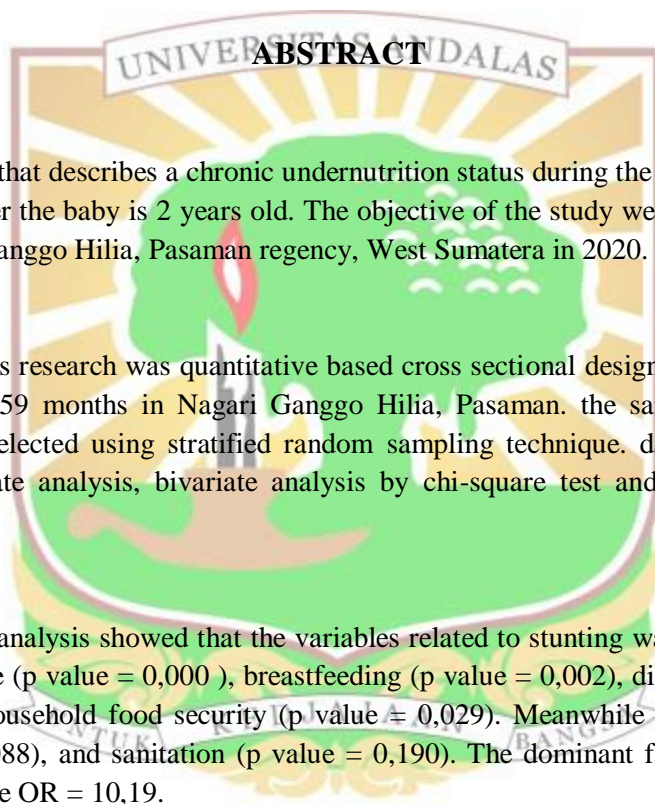 UNIVERSITAS ANDALAS
ABSTRACT
that describes a chronic undernutrition status during the
er the baby is 2 years old. The objective of the study we
anggo Hilia, Pasaman regency, West Sumatera in 2020.
s research was quantitative based cross sectional design
59 months in Nagari Ganggo Hilia, Pasaman. the sa
elected using stratified random sampling technique. d
ate analysis, bivariate analysis by chi-square test and
analysis showed that the variables related to stunting wa
e (p value = 0,000 ), breastfeeding (p value = 0,002), di
ousehold food security (p value = 0,029). Meanwhile
088), and sanitation (p value = 0,190). The dominant f
e OR = 10,19.
UNTUK KEDJAJAAN BANGSA